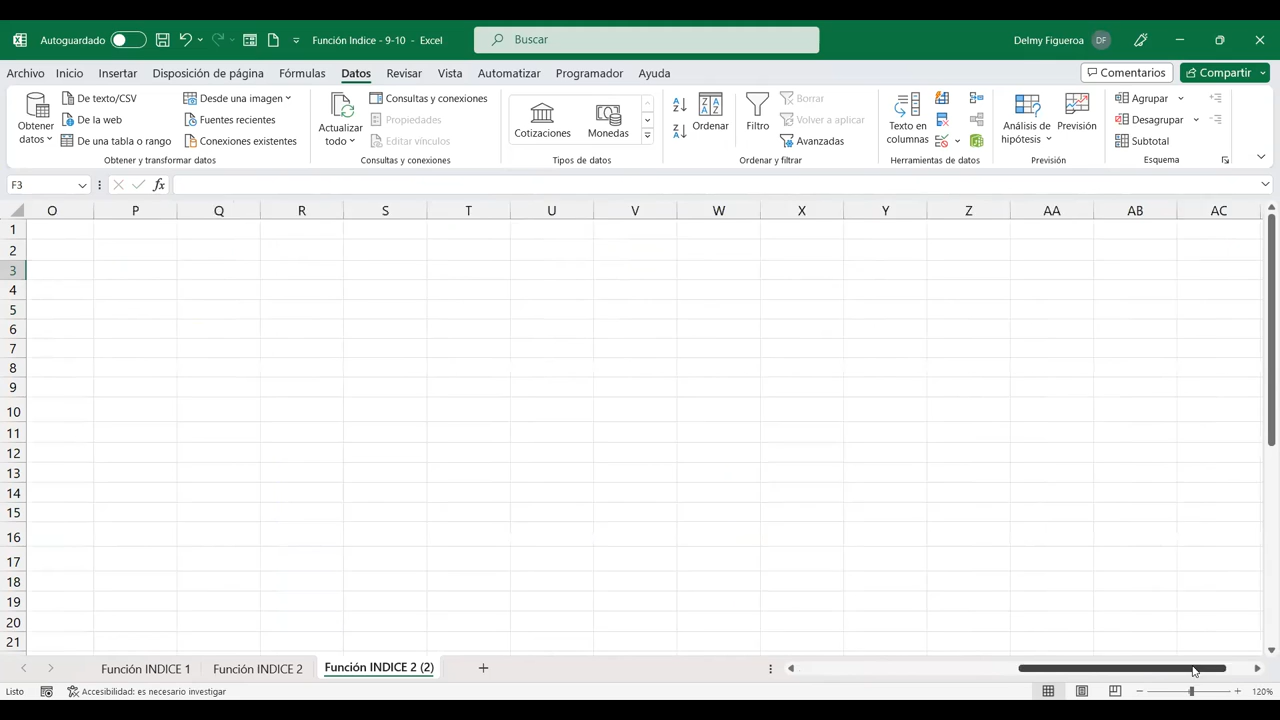 Autoguardado
Función Indice - 9-10 - Excel
Buscar
Delmy Figueroa DF
Archivo Inicio Insertar Disposición de página Fórmulas Datos Revisar Vista Automatizar Programador Ayuda
Comentarios Compartir
Obtener datos
De texto/CSV
De la web
De una tabla o rango
Desde una imagen
Fuentes recientes
Conexiones existentes
Obtener y transformar datos
Actualizar todo
Consultas y conexiones
Propiedades
Editar vínculos
Consultas y conexiones
Cotizaciones Monedas
Tipos de datos
Ordenar
Filtro
Borrar
Volver a aplicar
Avanzadas
Ordenar y filtrar
Texto en columnas
Herramientas de datos
Análisis de hipótesis
Previsión
Previsión
Agrupar
Desagrupar
Subtotal
Esquema
F3
fx
O P Q R S T U V W X Y Z AA AB AC
1
2
3
4
5
6
7
8
9
10
11
12
13
14
15
16
17
18
19
20
21
Función INDICE 1 Función INDICE 2 Función INDICE 2 (2)
Listo Accesibilidad: es necesario investigar 120%